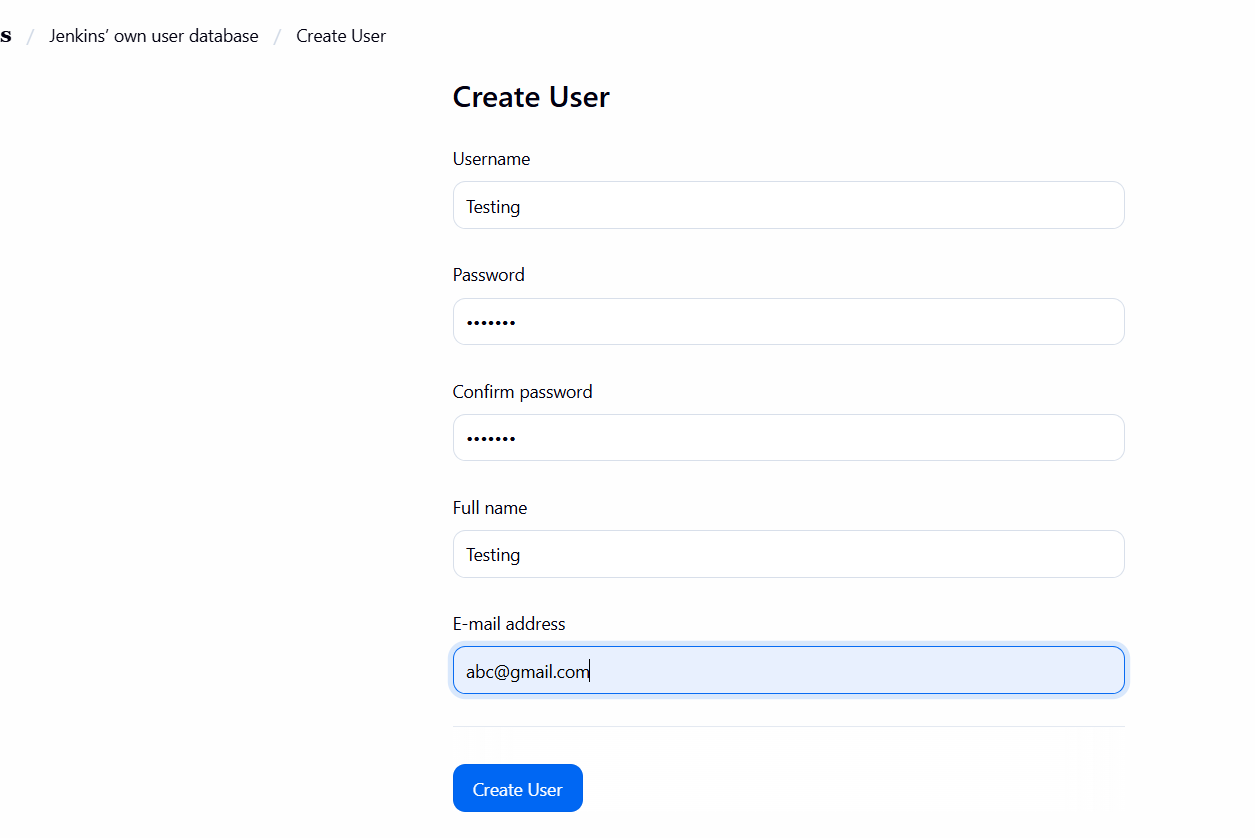 s / Jenkins’ own user database / Create User
Create User
Username
Testing
Password
•••••••
Confirm password
•••••••
Full name
Testing
E-mail address
abc@gmail.com
Create User